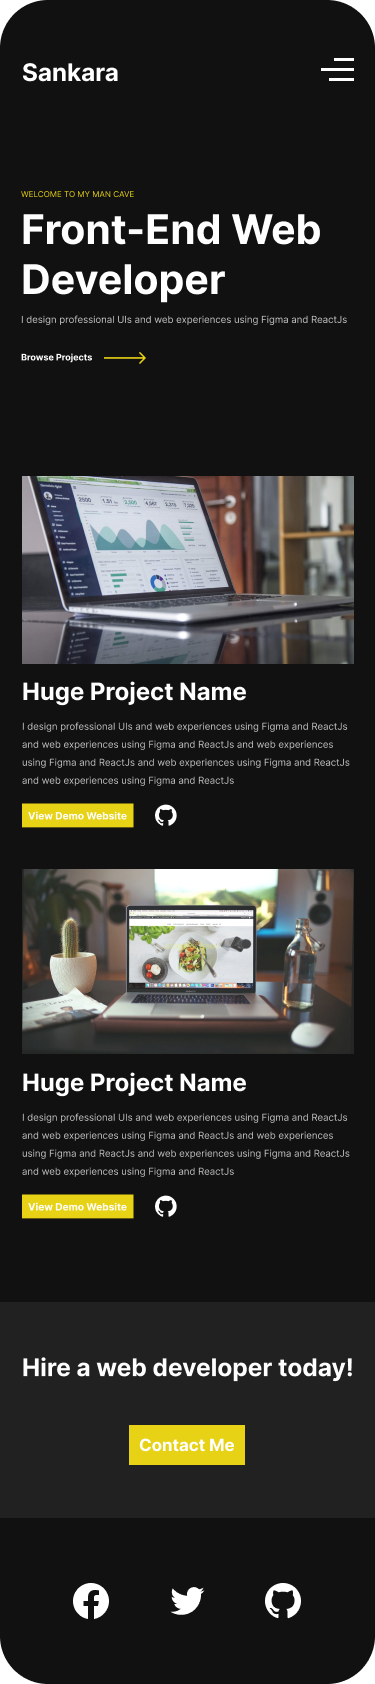 Sankara
WELCOME TO MY MAN CAVE
Front-End Web
Developer
I design professional UIs and web experiences using Figma and ReactJs
Browse Projects
Huge Project Name
I design professional UIs and web experiences using Figma and ReactJs
and web experiences using Figma and ReactJs and web experiences
using Figma and ReactJs and web experiences using Figma and ReactJs
and web experiences using Figma and ReactJs
View Demo Website
Huge Project Name
I design professional UIs and web experiences using Figma and ReactJs
and web experiences using Figma and ReactJs and web experiences
using Figma and ReactJs and web experiences using Figma and ReactJs
and web experiences using Figma and ReactJs
View Demo Website
Hire a web developer today!
Contact Me